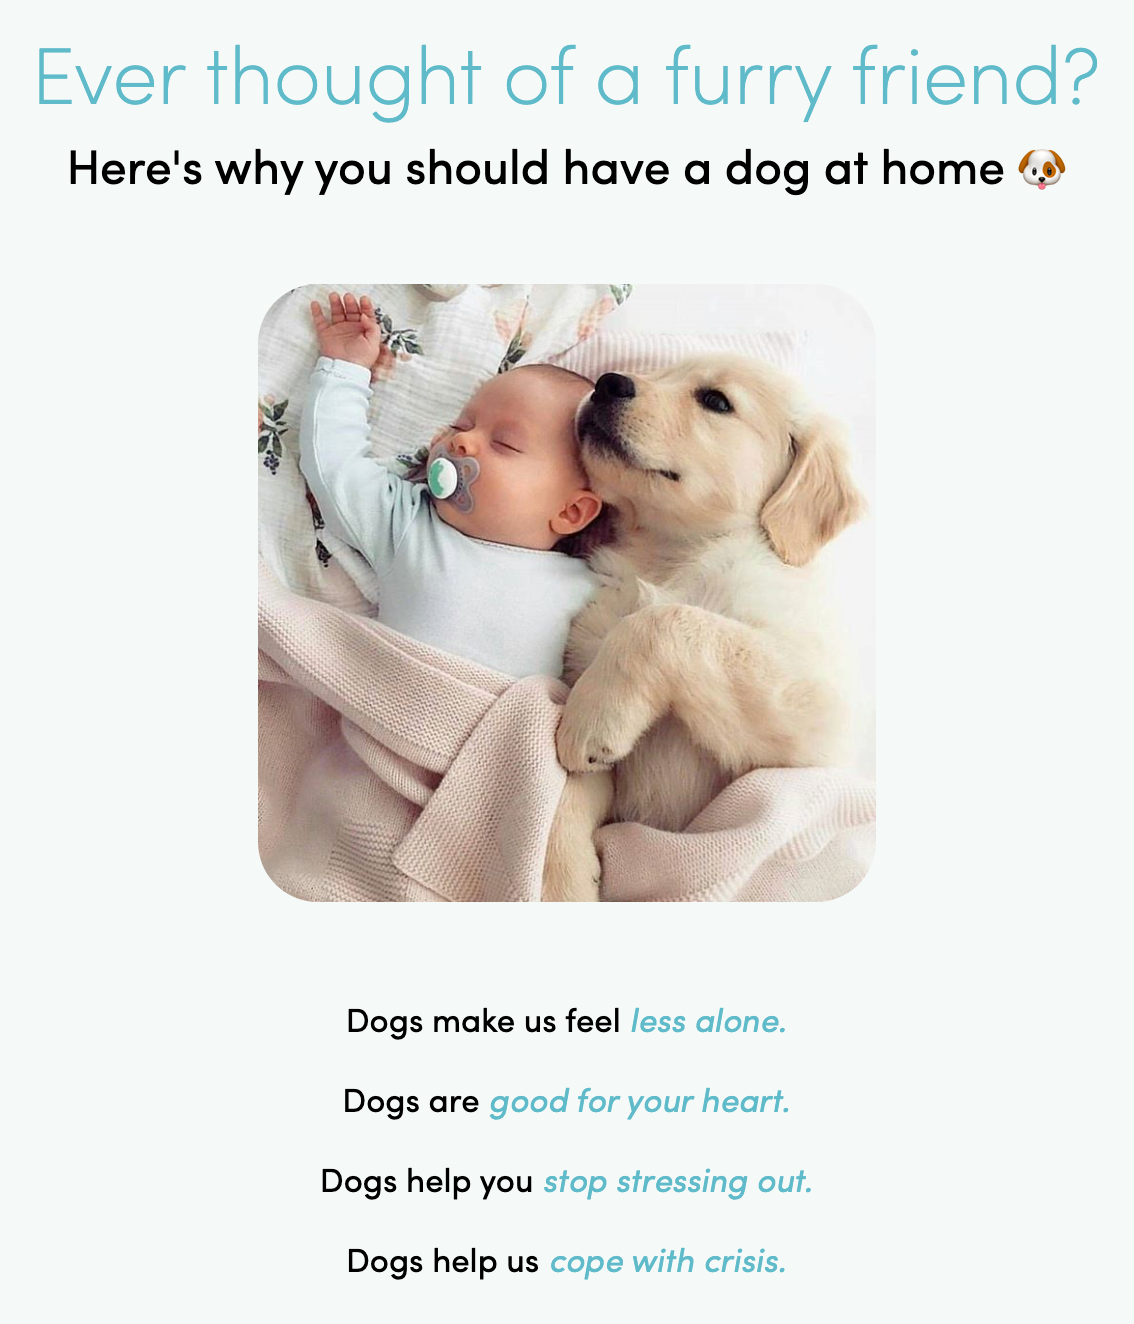 Ever thought of a furry friend?
Here's why you should have a dog at home 🐶
Dogs make us feel less alone.
Dogs are good for your heart.
Dogs help you stop stressing out.
Dogs help us cope with crisis.